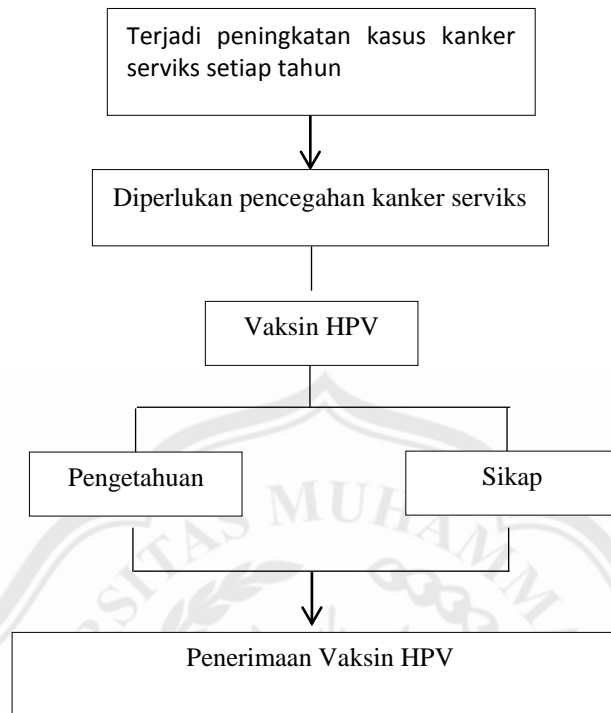 Terjadi peningkatan kasus kanker
serviks setiap tahun
Diperlukan pencegahan kanker serviks
Vaksin HPV
Pengetahuan
Sikap
Penerimaan Vaksin HPV